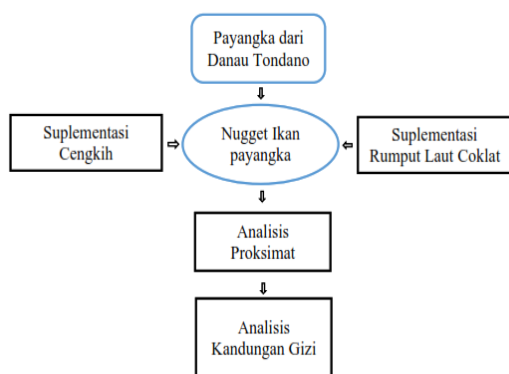 Payangka dari
Danau Tondano
Suplementasi
Cengkih
Nugget Ikan
payangka
Suplementasi
Rumput Laut Coklat
Analisis
Proksimat
Analisis
Kandungan Gizi